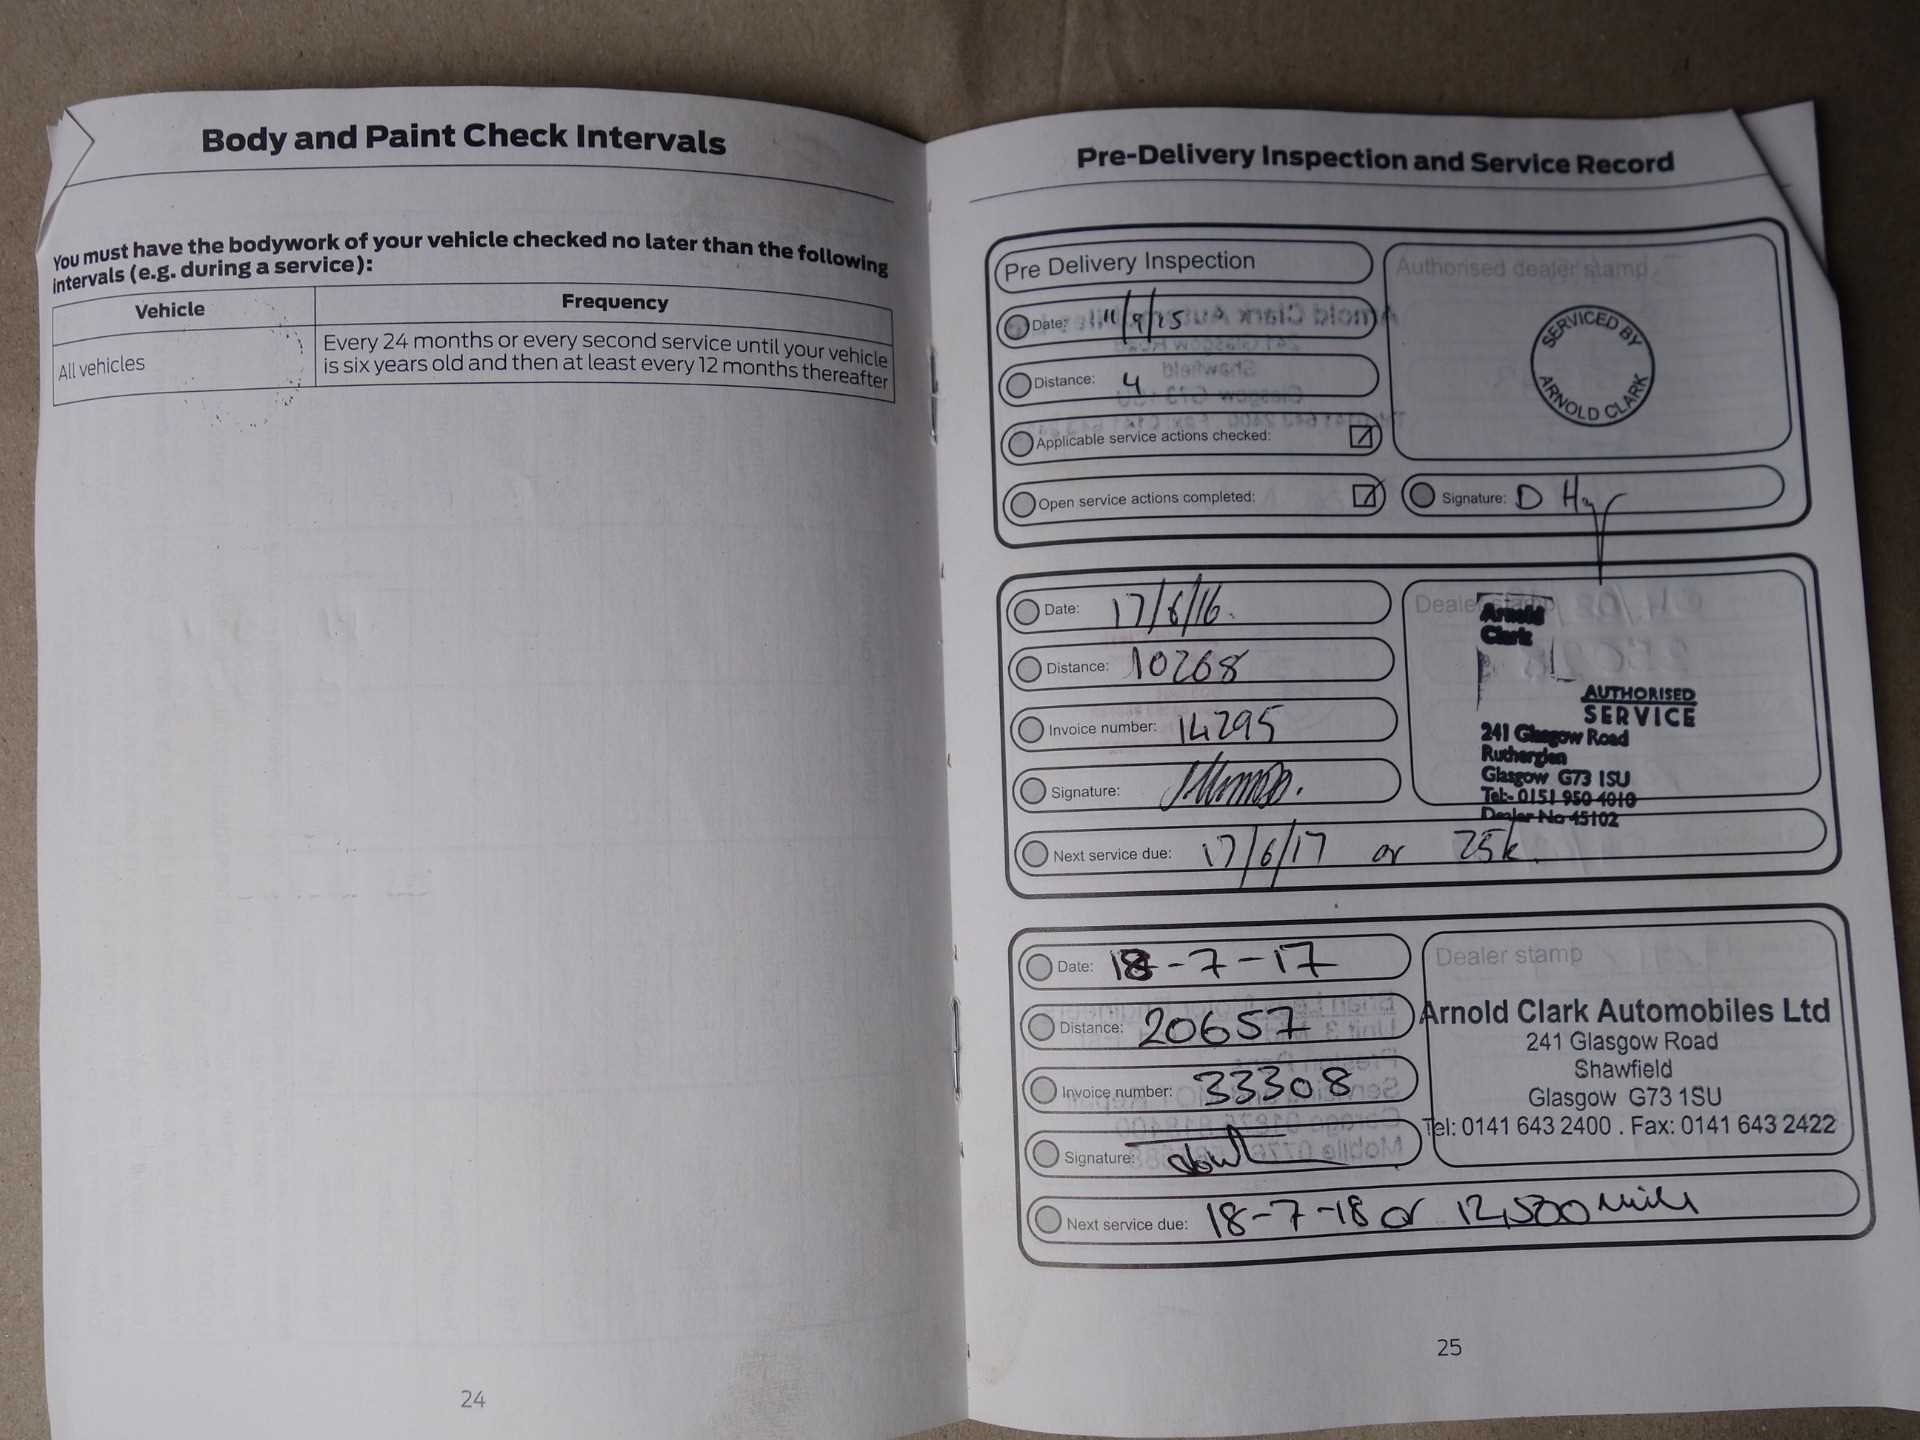 Body and Paint Check Intervals
You must have the bodywork of your vehicle checked no later than the following
intervals (e.g. during a service):
Vehicle Frequency
All vehicles
Every 24 months or every second service until your vehicle
is six years old and then at least every 12 months thereafter
24
Pre-Delivery Inspection and Service Record
Pre Delivery Inspection
Date: 11/9/15
Distance: 4
Applicable service actions checked:
Open service actions completed:
Authorised dealer stamp
SERVICED BY
ARNOLD CLARK
Signature: D Hay
Date: 17/6/16.
Distance: 10268
Invoice number: 14295
Signature:
Next service due: 17/6/17 or 25k.
Dealer stamp
Arnold
Clark
AUTHORISED
SERVICE
241 Glasgow Road
Rutherglen
Glasgow G73 1SU
Tel:- 0151 950 4010
Dealer No 45102
Date: 18-7-17
Distance: 20657
Invoice number: 33308
Signature:
Next service due: 18-7-18 or 12,500 mile
Dealer stamp
Arnold Clark Automobiles Ltd
241 Glasgow Road
Shawfield
Glasgow G73 1SU
Tel: 0141 643 2400 . Fax: 0141 643 2422
25